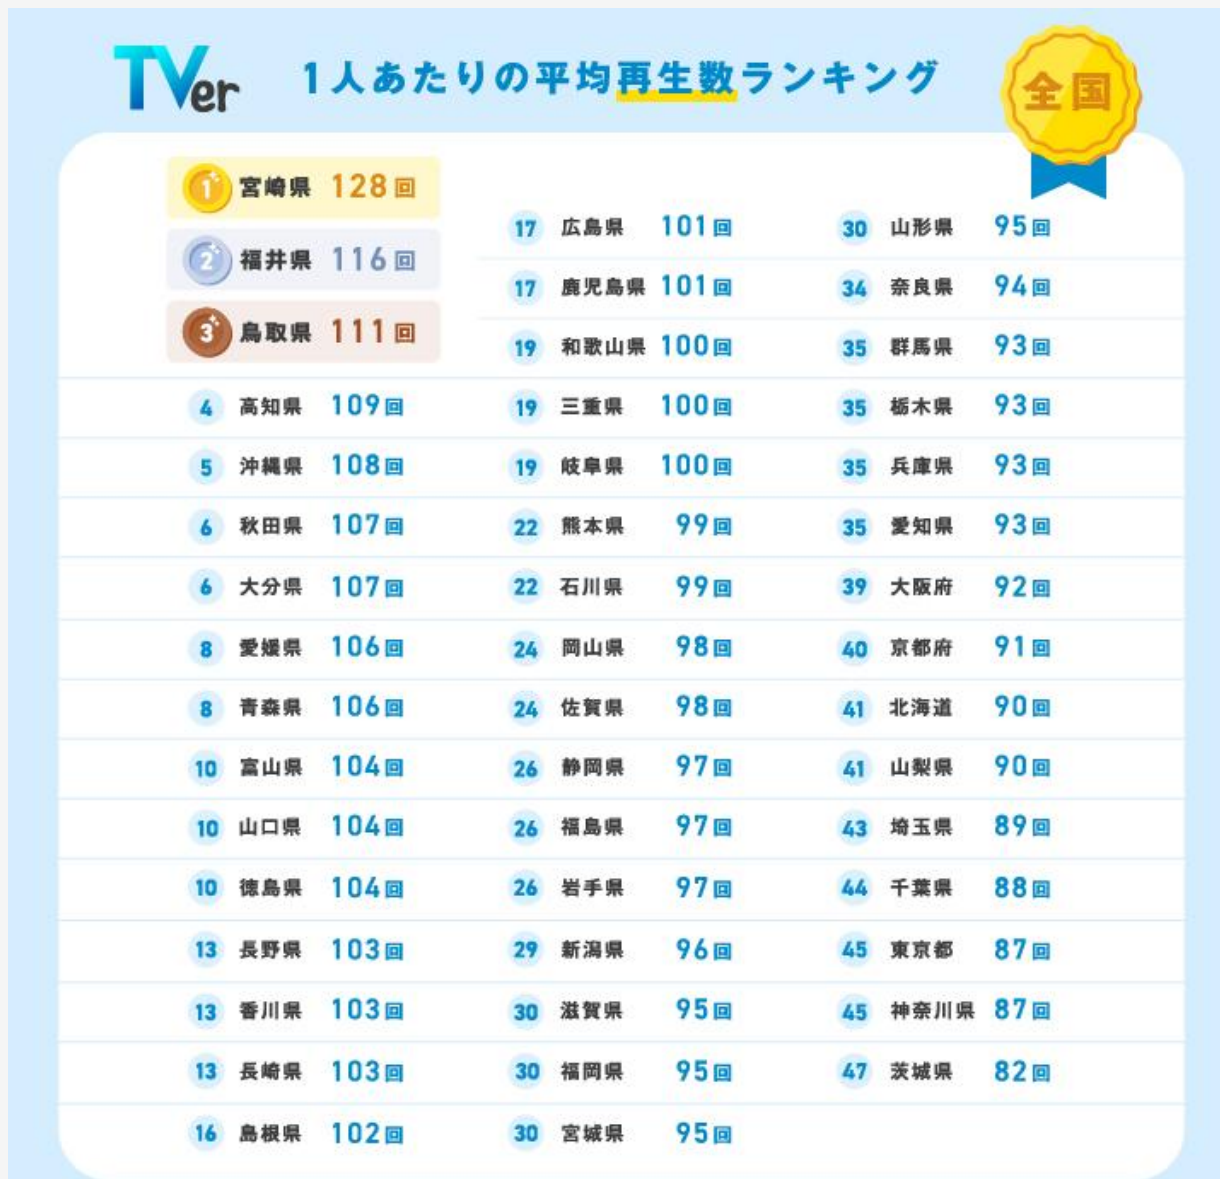 TVer 1人あたりの平均再生数ランキング 全国
1 宮崎県 128回
2 福井県 116回
3 鳥取県 111回
4 高知県 109回
5 沖縄県 108回
6 秋田県 107回
6 大分県 107回
8 愛媛県 106回
8 青森県 106回
10 富山県 104回
10 山口県 104回
10 徳島県 104回
13 長野県 103回
13 香川県 103回
13 長崎県 103回
16 島根県 102回
17 広島県 101回
17 鹿児島県 101回
19 和歌山県 100回
19 三重県 100回
19 岐阜県 100回
22 熊本県 99回
22 石川県 99回
24 岡山県 98回
24 佐賀県 98回
26 静岡県 97回
26 福島県 97回
26 岩手県 97回
29 新潟県 96回
30 滋賀県 95回
30 福岡県 95回
30 宮城県 95回
30 山形県 95回
34 奈良県 94回
35 群馬県 93回
35 栃木県 93回
35 兵庫県 93回
35 愛知県 93回
39 大阪府 92回
40 京都府 91回
41 北海道 90回
41 山梨県 90回
43 埼玉県 89回
44 千葉県 88回
45 東京都 87回
45 神奈川県 87回
47 茨城県 82回